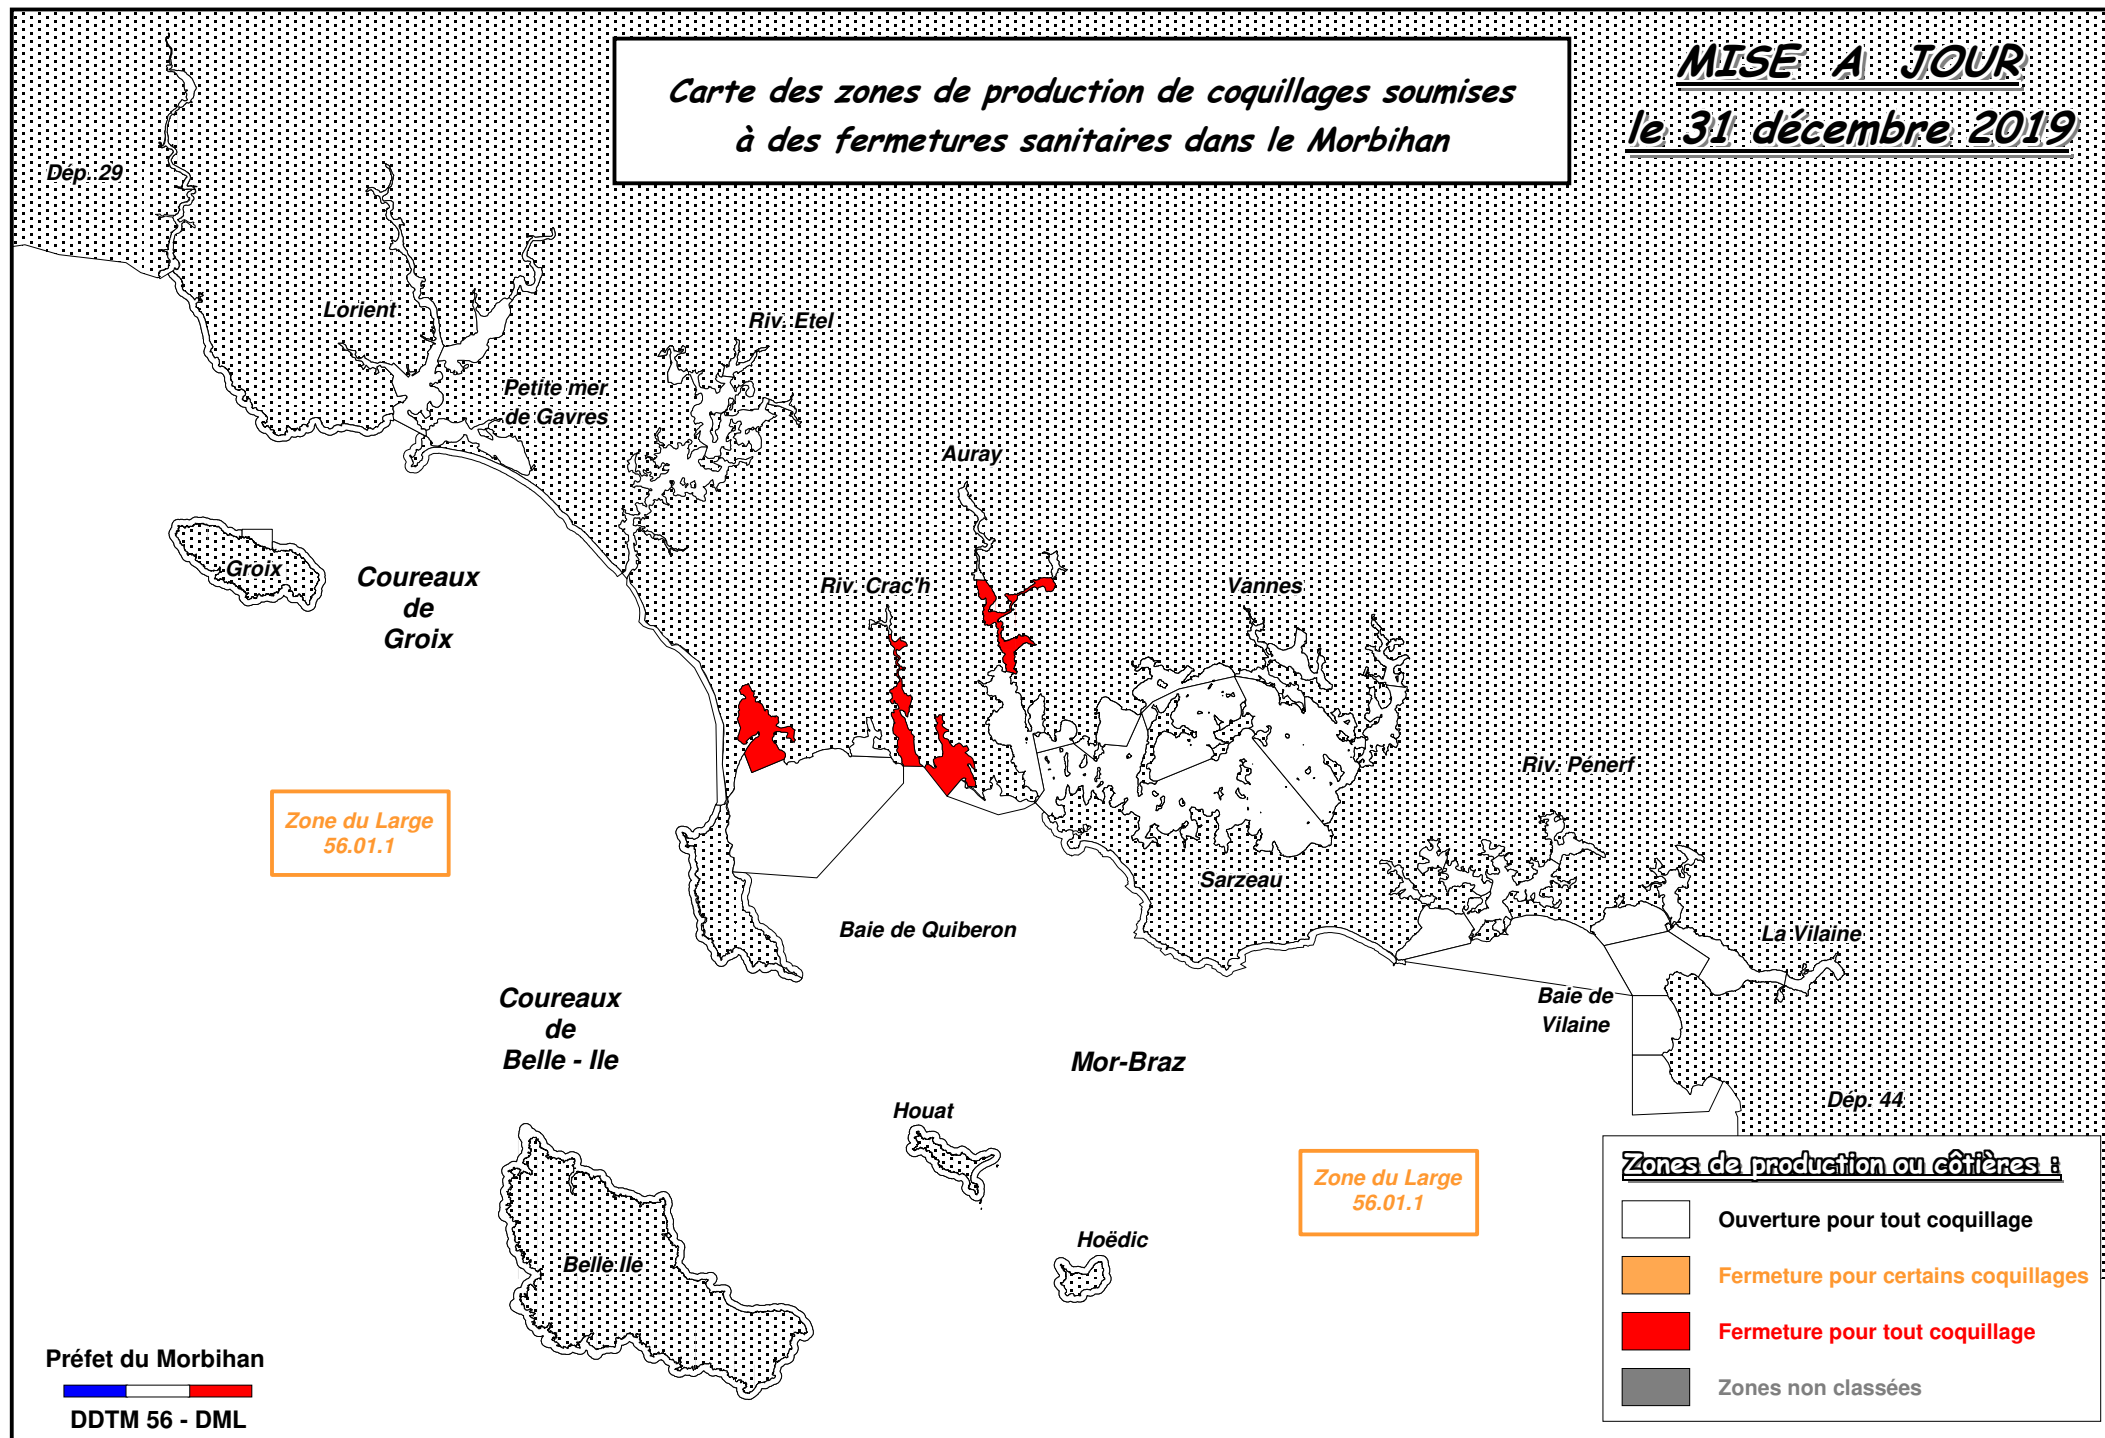 Carte des zones de production de coquillages soumises
à des fermetures sanitaires dans le Morbihan
MISE A JOUR
le 31 décembre 2019
Dép. 29
Lorient
Riv. Etel
Petite mer
de Gavres
Auray
Groix
Coureaux
de
Groix
Riv. Crac'h
Vannes
Riv. Pénerf
Zone du Large
56.01.1
Sarzeau
Baie de Quiberon
La Vilaine
Coureaux
de
Belle - Ile
Baie de
Vilaine
Mor-Braz
Dép. 44
Houat
Zone du Large
56.01.1
Hoëdic
Belle Ile
Zones de production ou côtières :
Ouverture pour tout coquillage
Fermeture pour certains coquillages
Fermeture pour tout coquillage
Zones non classées
Préfet du Morbihan
DDTM 56 - DML